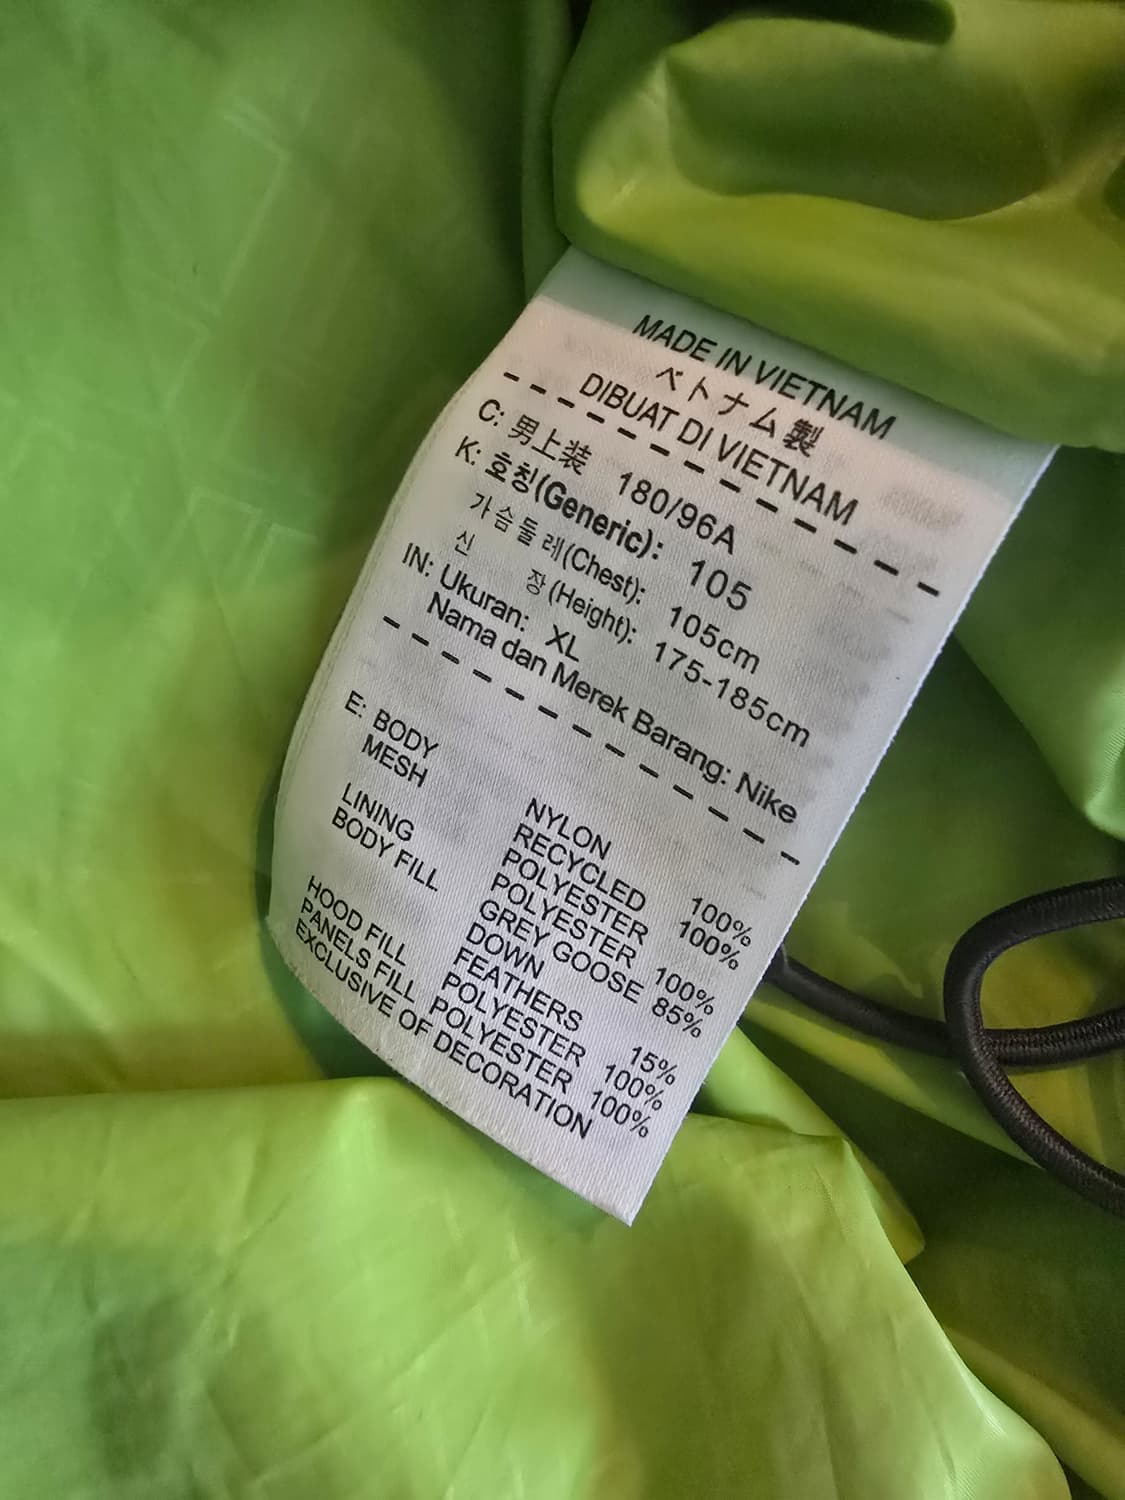 MADE IN VIETNAM
ベトナム製
DIBUAT DI VIETNAM
C: 男上装 180/96A
K: 호칭(Generic): 105
가슴둘레(Chest): 105cm
신 장(Height): 175-185cm
IN: Ukuran: XL
Nama dan Merek Barang: Nike
E: BODY NYLON 100%
MESH RECYCLED
POLYESTER 100%
LINING POLYESTER 100%
BODY FILL GREY GOOSE
DOWN 85%
FEATHERS 15%
HOOD FILL POLYESTER 100%
PANELS FILL POLYESTER 100%
EXCLUSIVE OF DECORATION